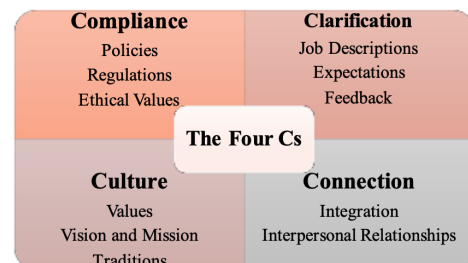 Compliance
Policies
Regulations
Ethical Values
Clarification
Job Descriptions
Expectations
Feedback
The Four Cs
Culture
Values
Vision and Mission
Traditions
Connection
Integration
Interpersonal Relationships